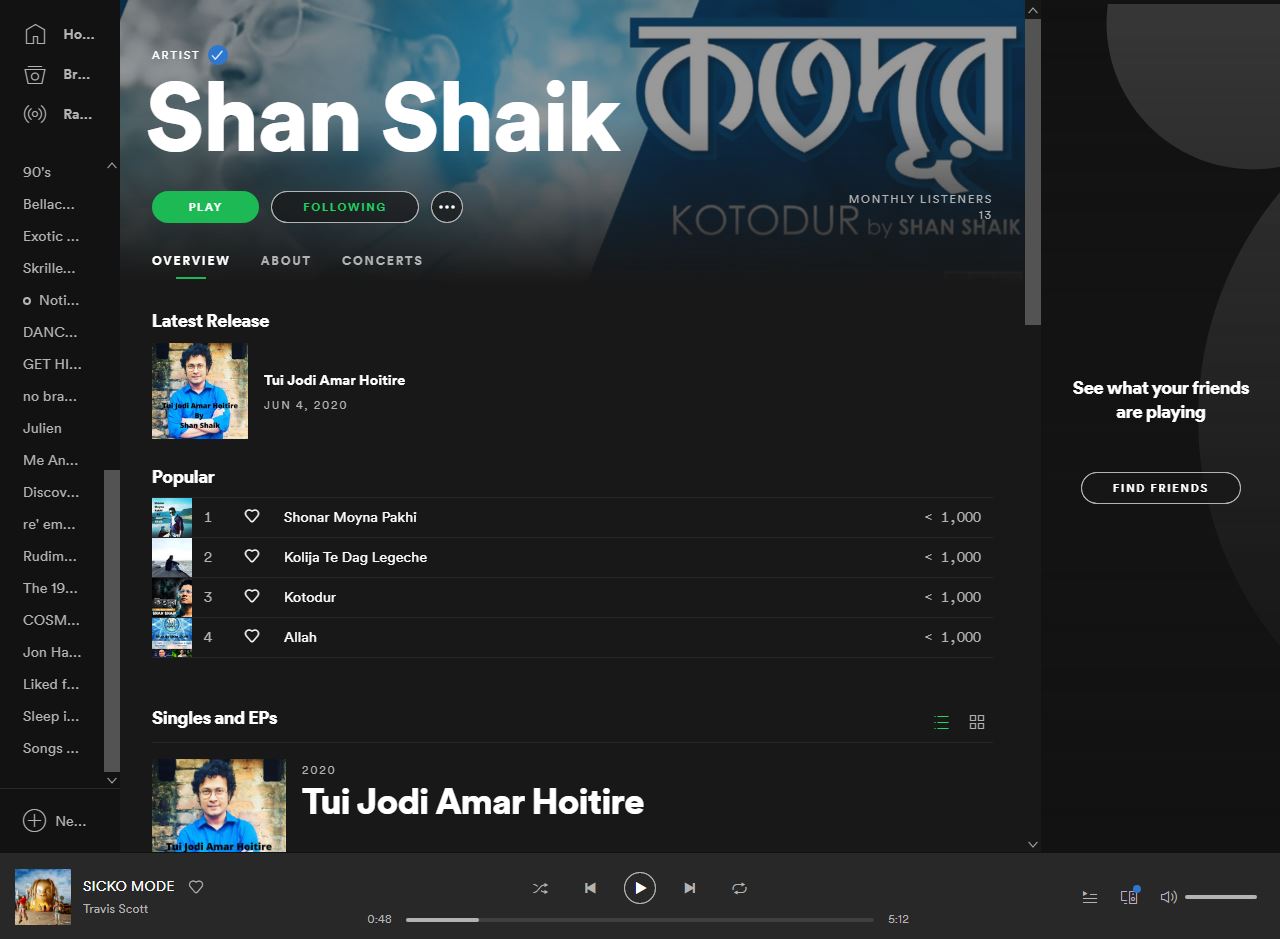 Ho...
Br...
Ra...
90's
Bellac...
Exotic ...
Skrille...
Noti...
DANC...
GET HI...
no bra...
Julien
Me An...
Discov...
re' em...
Rudim...
The 19...
COSM...
Jon Ha...
Liked f...
Sleep i...
Songs ...
Ne...
ARTIST
Shan Shaik
কতদূর
KOTODUR by SHAN SHAIK
PLAY
FOLLOWING
MONTHLY LISTENERS
13
OVERVIEW ABOUT CONCERTS
Latest Release
Tui Jodi Amar Hoitire
By
Shan Shaik
Tui Jodi Amar Hoitire
JUN 4, 2020
Popular
1 Shonar Moyna Pakhi < 1,000
2 Kolija Te Dag Legeche < 1,000
3 Kotodur < 1,000
4 Allah < 1,000
Singles and EPs
Tui Jodi Amar Hoitire
2020
Tui Jodi Amar Hoitire
See what your friends
are playing
FIND FRIENDS
SICKO MODE
Travis Scott
0:48
5:12